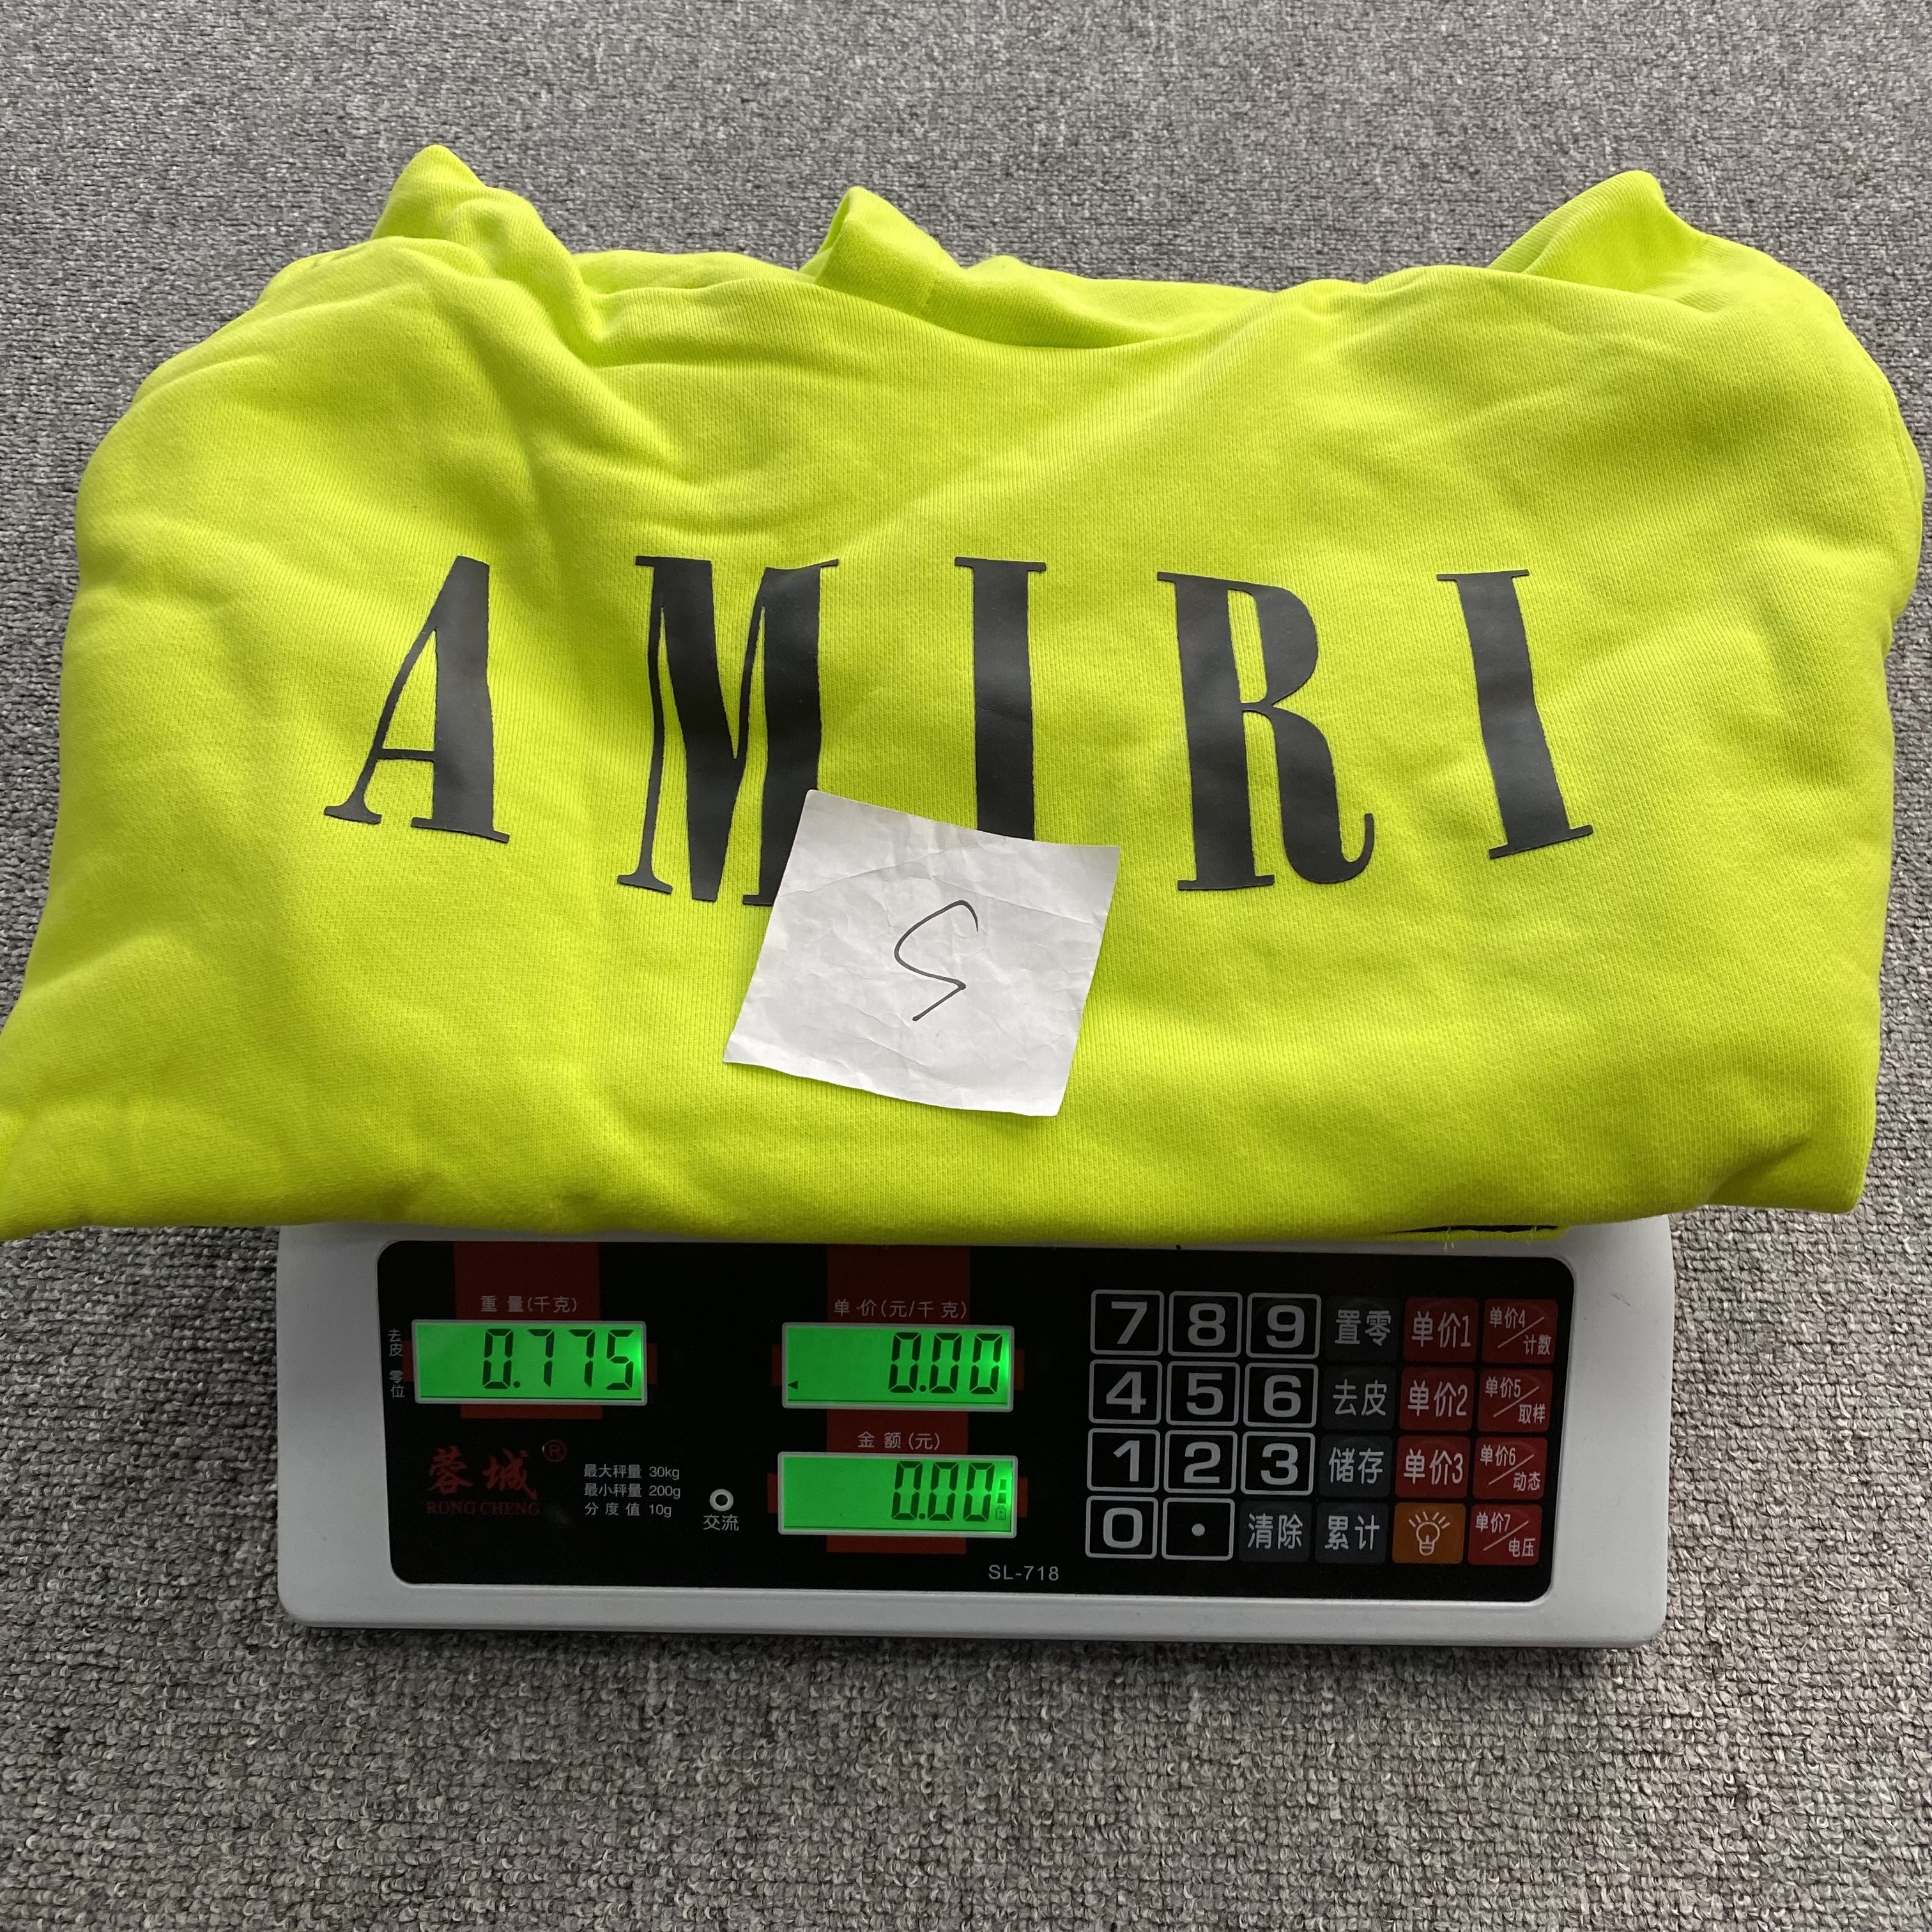 AMIRI
S
重量(千克)
单价(元/千克)
去皮 零位
0.775
0.00
金额(元)
0.00
蓉城®
RONG CHENG
最大秤量 30kg
最小秤量 200g
分度值 10g
交流
SL-718
7 8 9 置零 单价1 单价4/计数
4 5 6 去皮 单价2 单价5/取样
1 2 3 储存 单价3 单价6/动态
0 . 清除 累计 单价7/电压